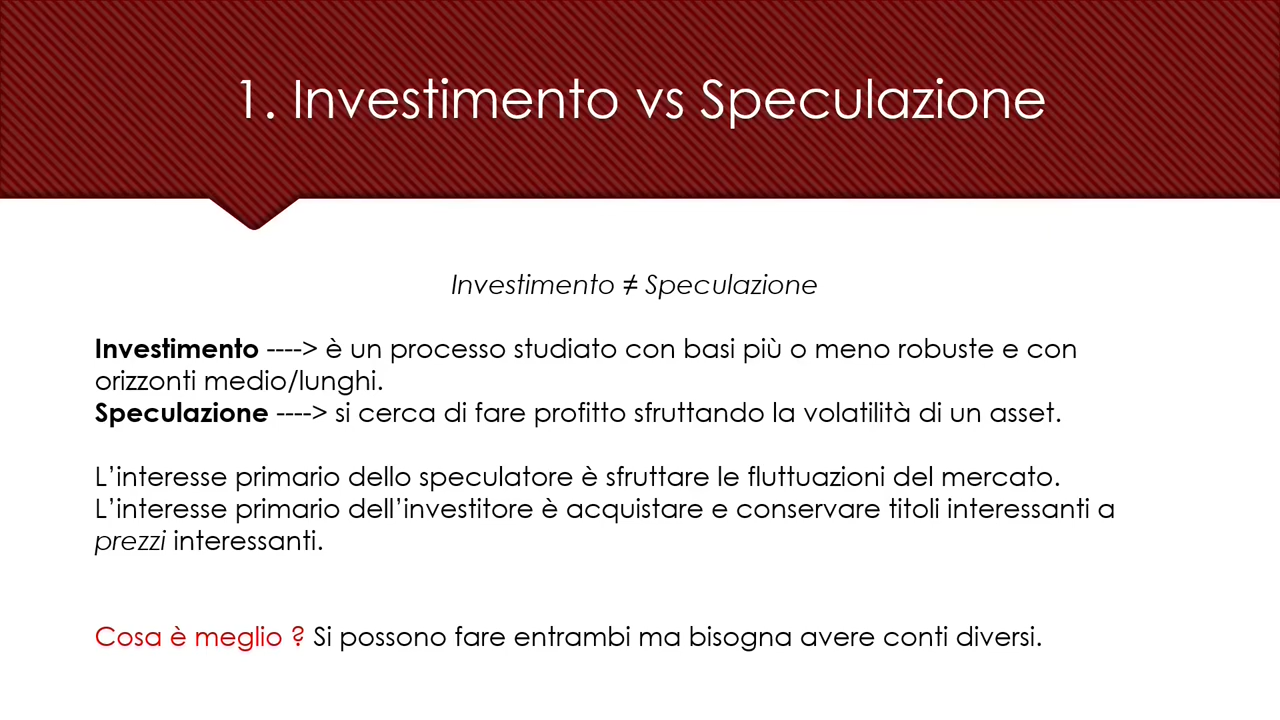 1. Investimento vs Speculazione
Investimento ≠ Speculazione
Investimento ----> è un processo studiato con basi più o meno robuste e con
orizzonti medio/lunghi.
Speculazione ----> si cerca di fare profitto sfruttando la volatilità di un asset.
L’interesse primario dello speculatore è sfruttare le fluttuazioni del mercato.
L’interesse primario dell’investitore è acquistare e conservare titoli interessanti a
prezzi interessanti.
Cosa è meglio ? Si possono fare entrambi ma bisogna avere conti diversi.